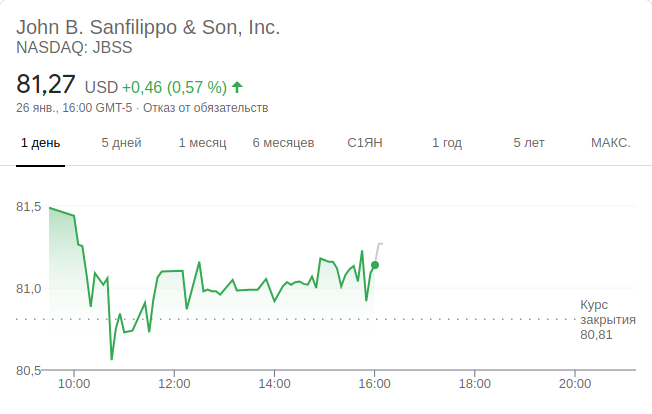 John B. Sanfilippo & Son, Inc.
NASDAQ: JBSS
81,27 USD +0,46 (0,57 %)
26 янв., 16:00 GMT-5 · Отказ от обязательств
1 день 5 дней 1 месяц 6 месяцев С1ЯН 1 год 5 лет МАКС.
81,5
81,0
Курс
закрытия
80,81
80,5
10:00 12:00 14:00 16:00 18:00 20:00